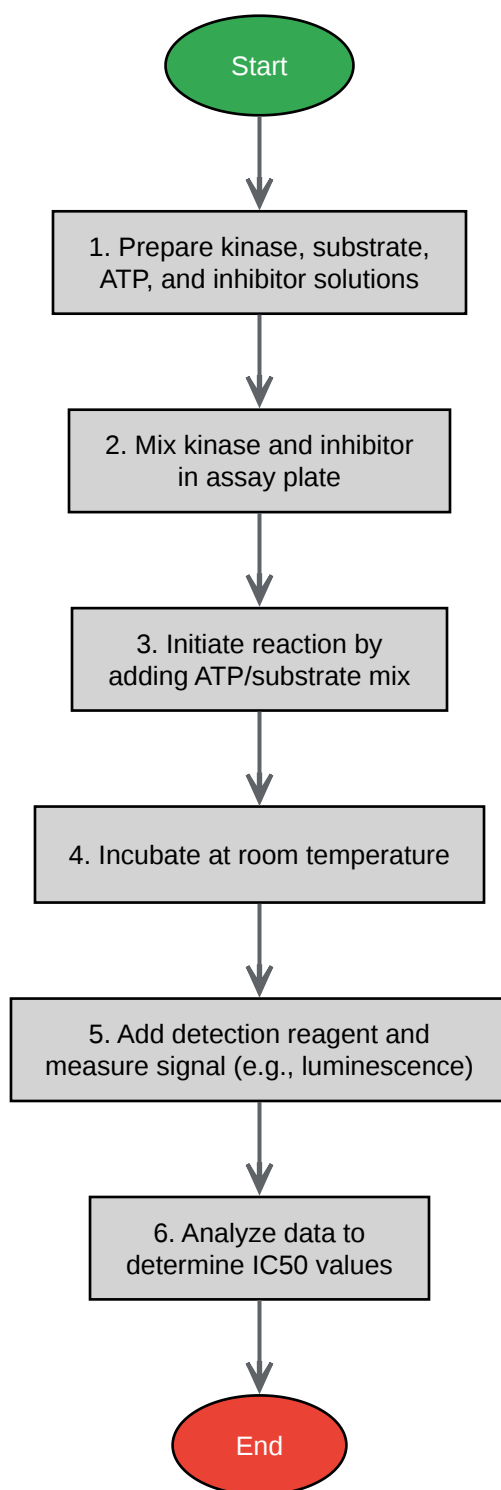 Start
1. Prepare kinase, substrate,
ATP, and inhibitor solutions
2. Mix kinase and inhibitor
in assay plate
3. Initiate reaction by
adding ATP/substrate mix
4. Incubate at room temperature
5. Add detection reagent and
measure signal (e.g., luminescence)
6. Analyze data to
determine IC50 values
End